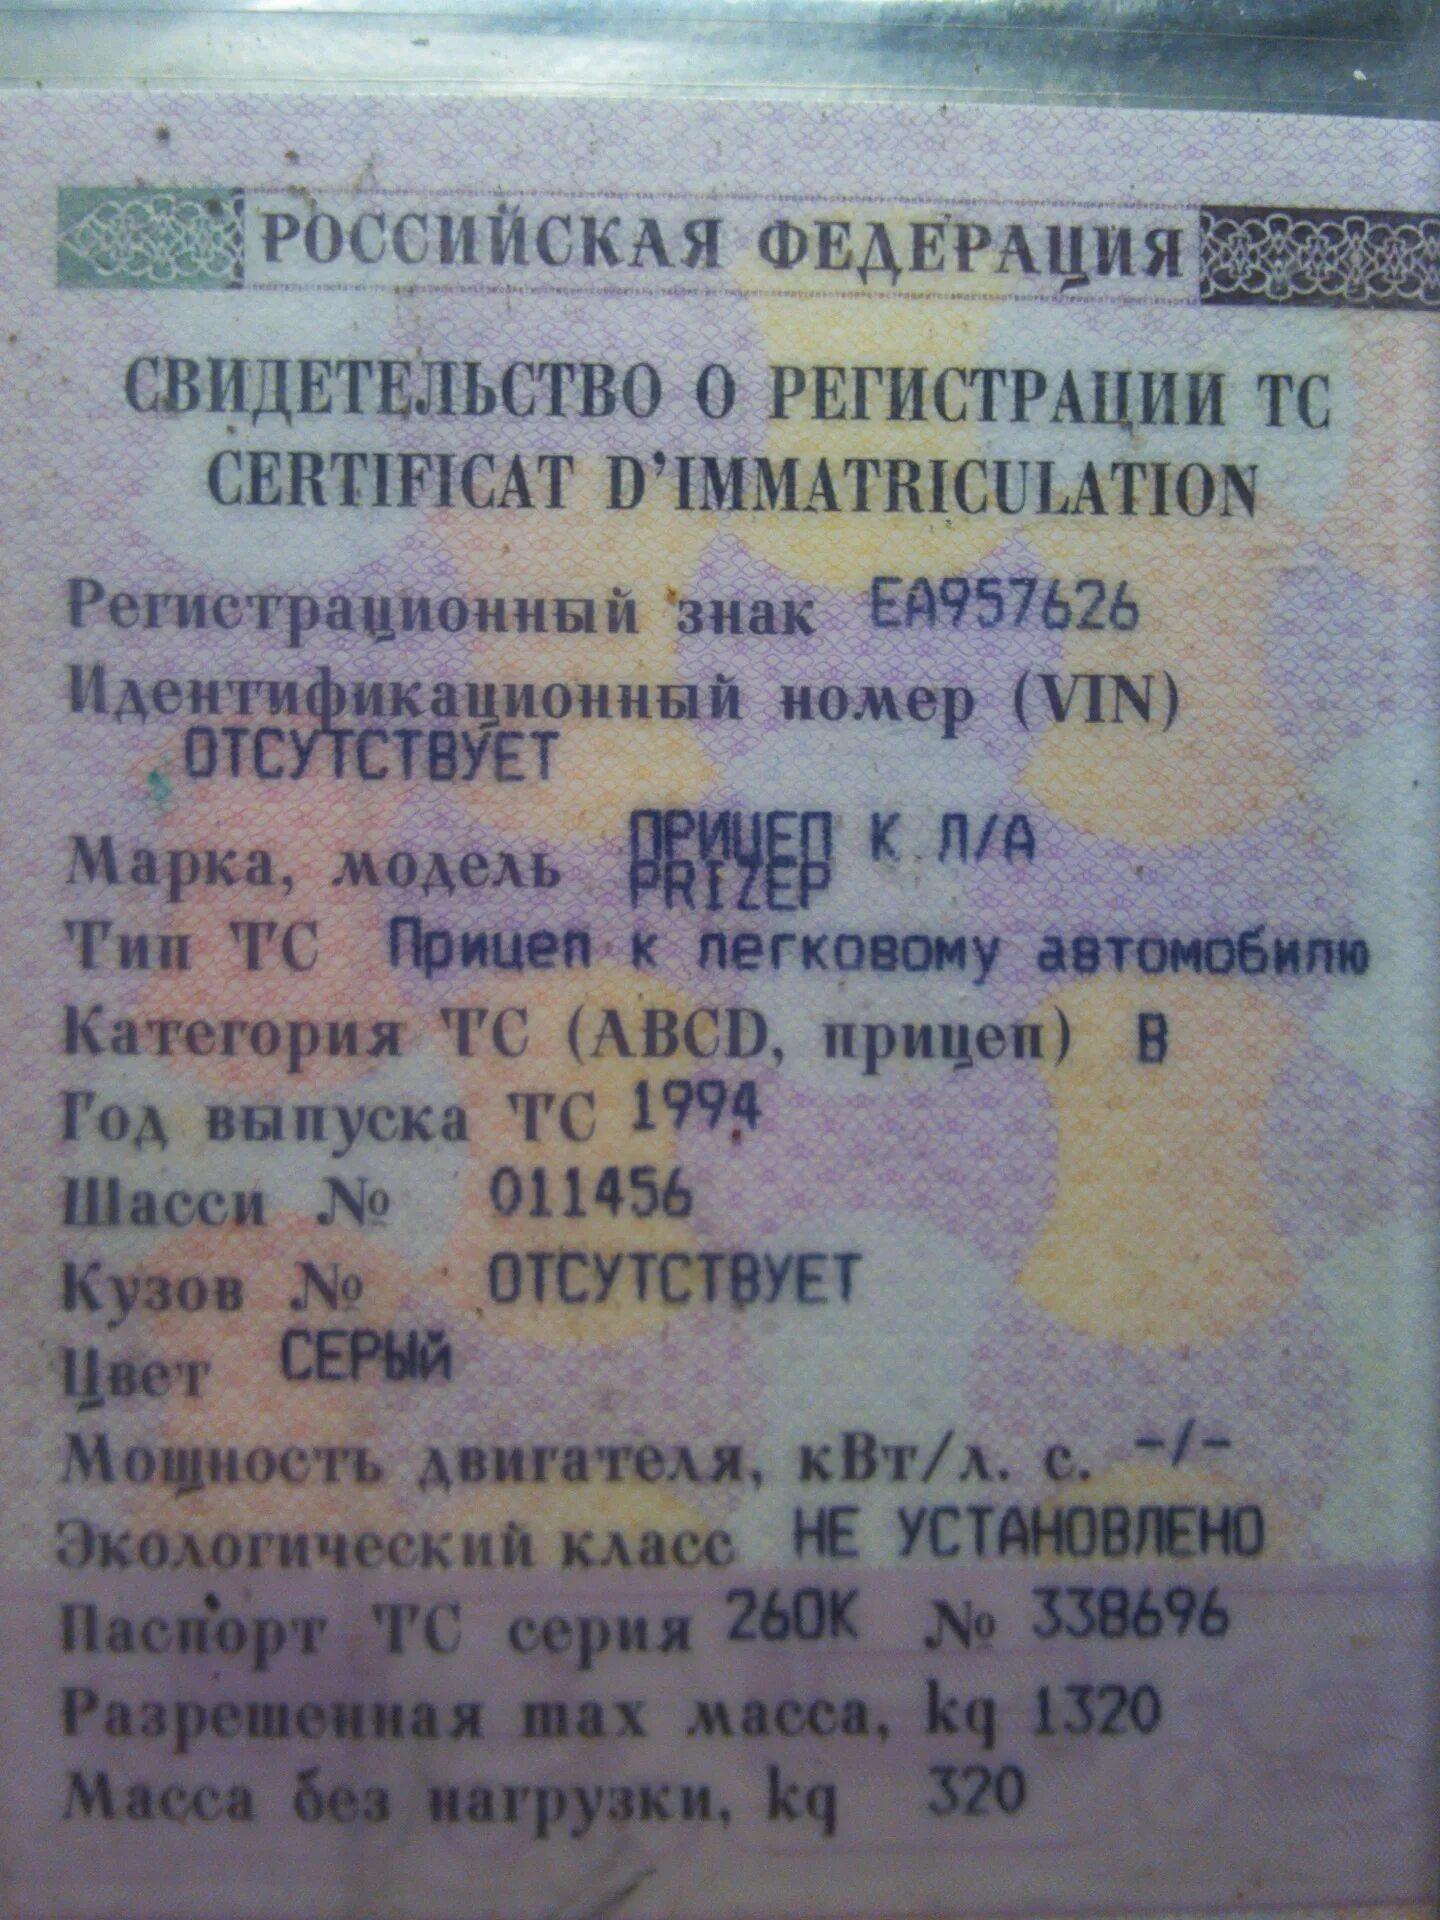 РОССИЙСКАЯ ФЕДЕРАЦИЯ
СВИДЕТЕЛЬСТВО О РЕГИСТРАЦИИ ТС
CERTIFICAT D'IMMATRICULATION
Регистрационный знак ЕА957626
Идентификационный номер (VIN)
ОТСУТСТВУЕТ
Марка, модель ПРИЦЕП К Л/А
PRIZEP
Тип ТС Прицеп к легковому автомобилю
Категория ТС (ABCD, прицеп) В
Год выпуска ТС 1994
Шасси № 011456
Кузов № ОТСУТСТВУЕТ
Цвет СЕРЫЙ
Мощность двигателя, кВт/л. с. -/-
Экологический класс НЕ УСТАНОВЛЕНО
Паспорт ТС серия 26ОК № 338696
Разрешенная max масса, kg 1320
Масса без нагрузки, kg 320